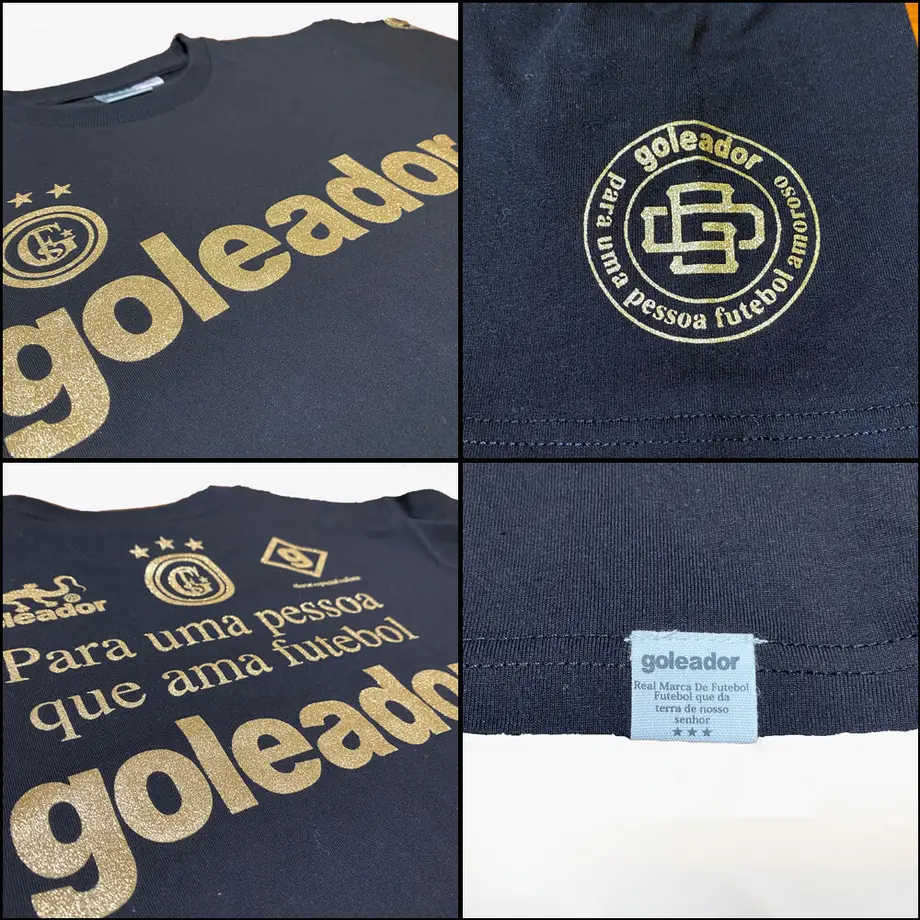 goleador
goleador
para uma pessoa futebol amoroso
goleador
g
Para uma pessoa
que ama futebol
goleador
goleador
Real Marca De Futebol
Futebol que da
terra de nosso
senhor